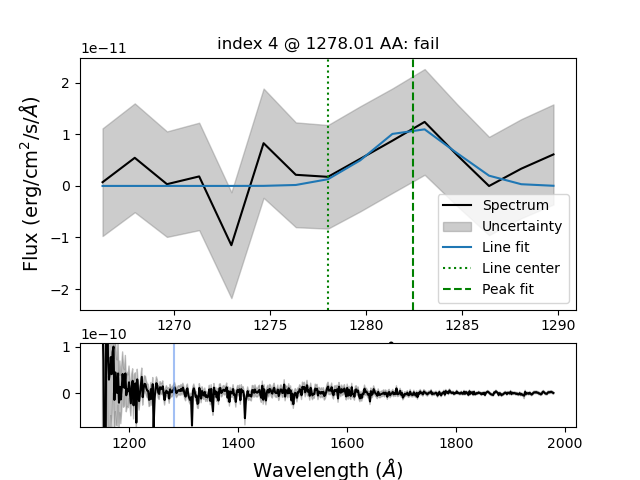 index 4 @ 1278.01 AA: fail
1e−11
2
1
0
−1
−2
Flux (erg/cm²/s/Å)
Spectrum
Uncertainty
Line fit
Line center
Peak fit
1270 1275 1280 1285 1290
1e−10
1
0
1200 1400 1600 1800 2000
Wavelength (Å)